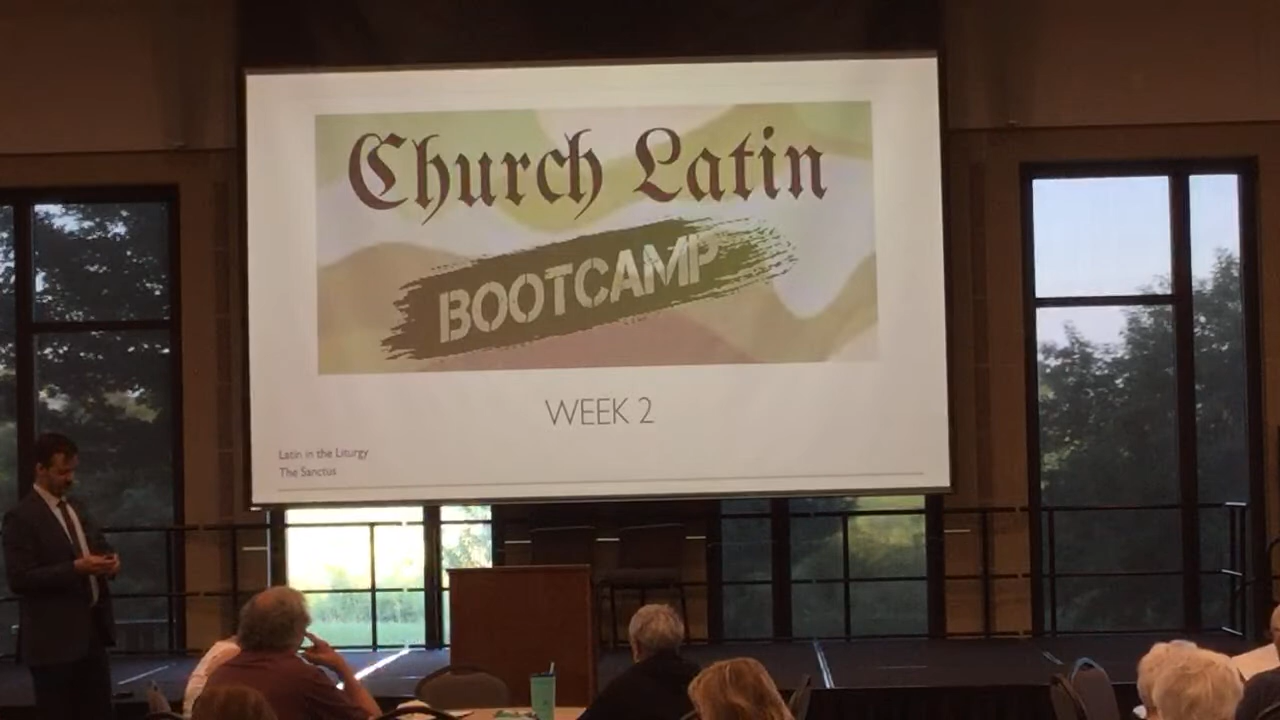 Church Latin
BOOTCAMP
WEEK 2
Latin in the Liturgy
The Sanctus